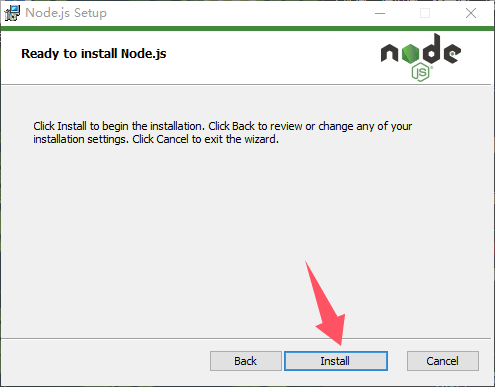 Node.js Setup
Ready to install Node.js
node
JS
Click Install to begin the installation. Click Back to review or change any of your
installation settings. Click Cancel to exit the wizard.
Back
Install
Cancel